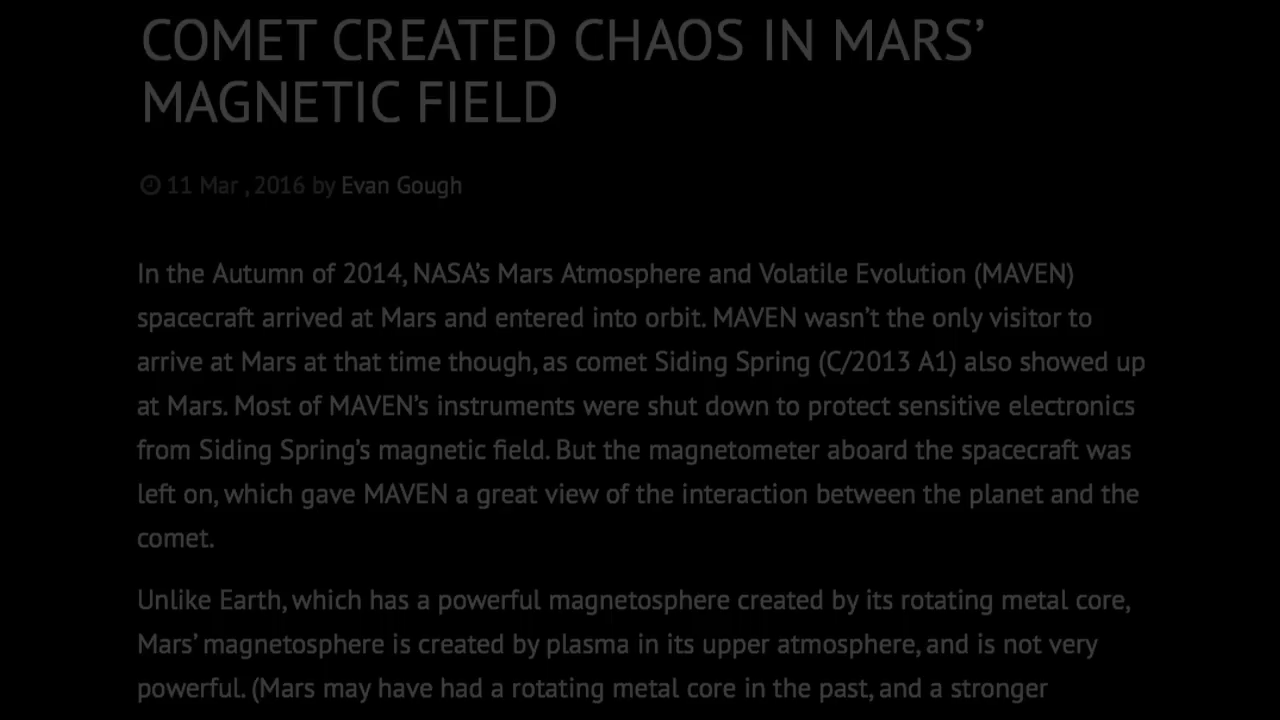 COMET CREATED CHAOS IN MARS’
MAGNETIC FIELD
11 Mar , 2016 by Evan Gough
In the Autumn of 2014, NASA’s Mars Atmosphere and Volatile Evolution (MAVEN)
spacecraft arrived at Mars and entered into orbit. MAVEN wasn’t the only visitor to
arrive at Mars at that time though, as comet Siding Spring (C/2013 A1) also showed up
at Mars. Most of MAVEN’s instruments were shut down to protect sensitive electronics
from Siding Spring’s magnetic field. But the magnetometer aboard the spacecraft was
left on, which gave MAVEN a great view of the interaction between the planet and the
comet.
Unlike Earth, which has a powerful magnetosphere created by its rotating metal core,
Mars’ magnetosphere is created by plasma in its upper atmosphere, and is not very
powerful. (Mars may have had a rotating metal core in the past, and a stronger